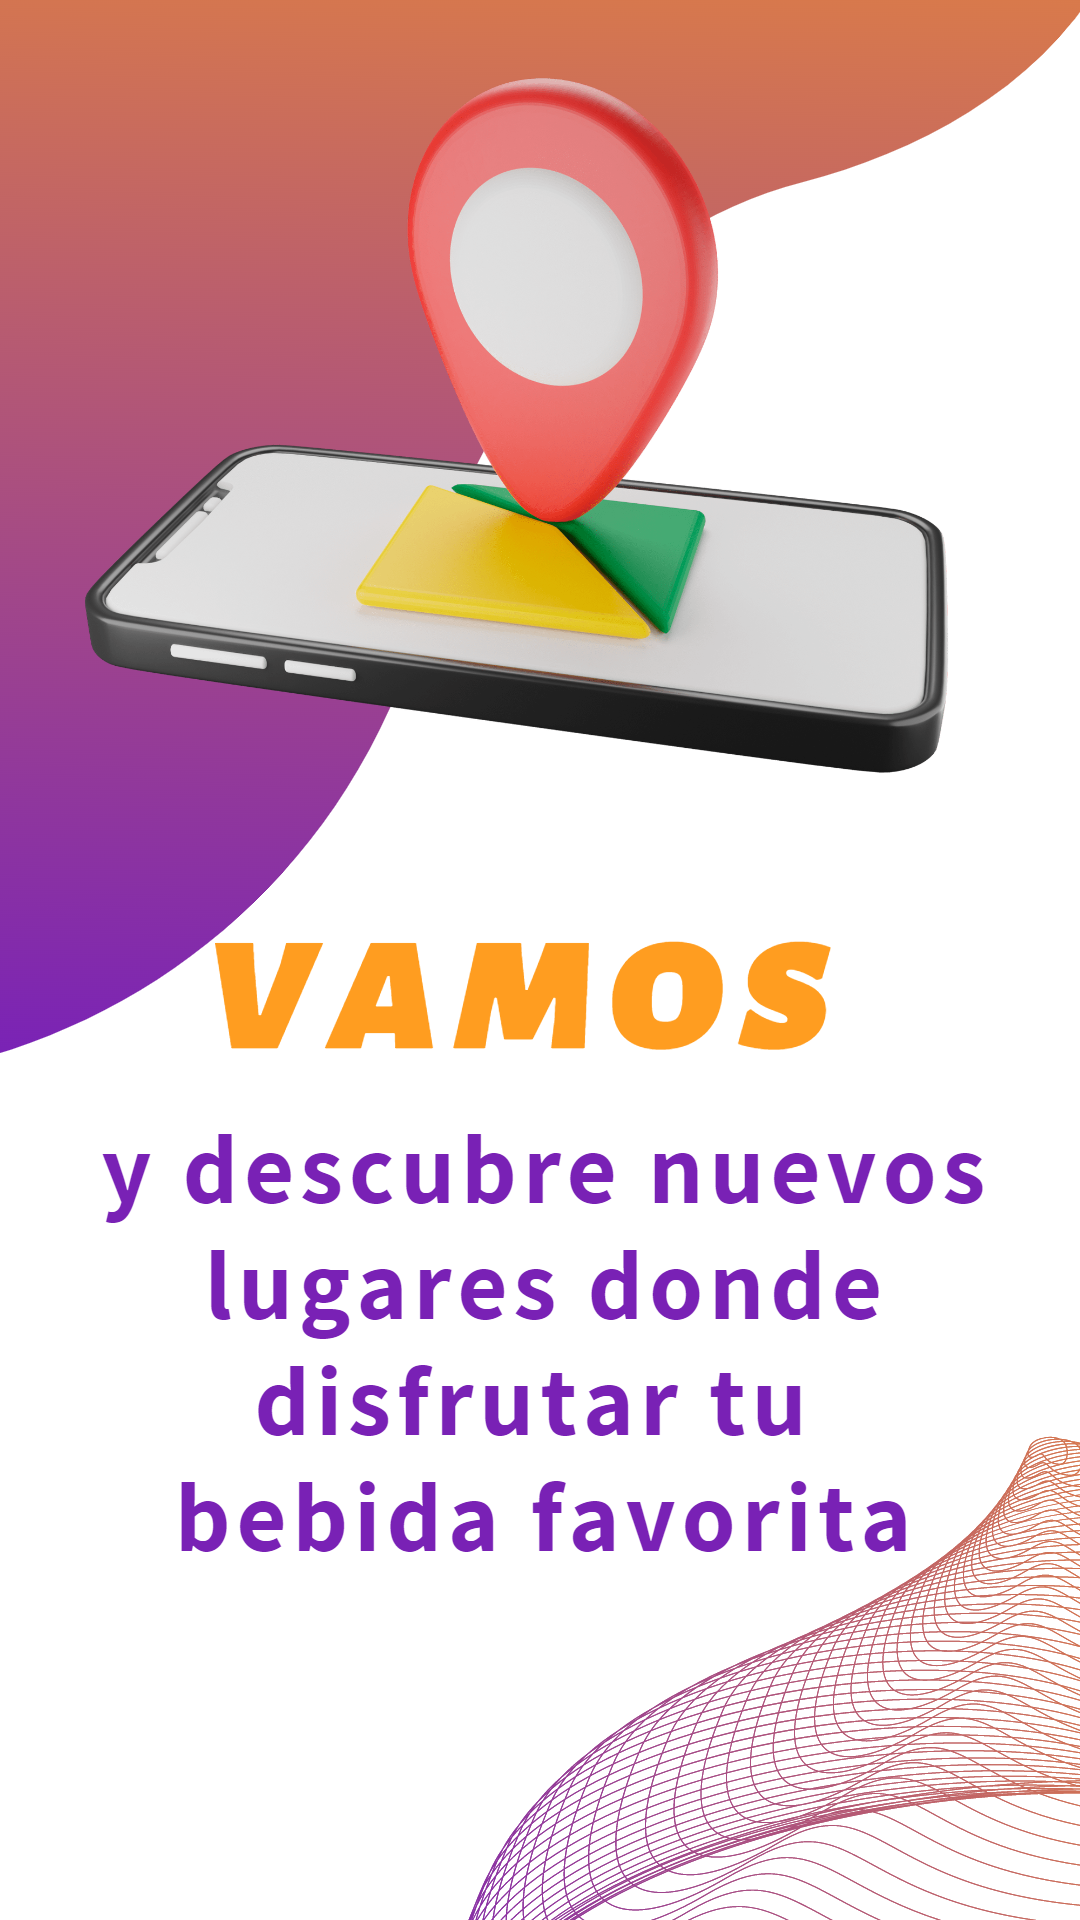 VAMOS
y descubre nuevos
lugares donde
disfrutar tu
bebida favorita